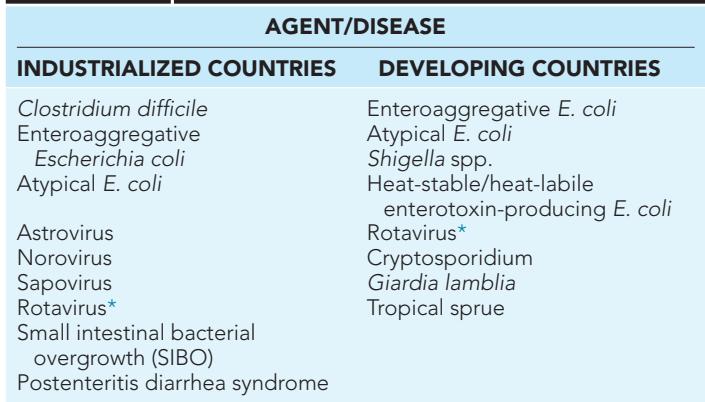 AGENT/DISEASE
INDUSTRIALIZED COUNTRIES
Clostridium difficile
Enteroaggregative
Escherichia coli
Atypical E. coli
Astrovirus
Norovirus
Sapovirus
Rotavirus*
Small intestinal bacterial
overgrowth (SIBO)
Postenteritis diarrhea syndrome
DEVELOPING COUNTRIES
Enteroaggregative E. coli
Atypical E. coli
Shigella spp.
Heat-stable/heat-labile
enterotoxin-producing E. coli
Rotavirus*
Cryptosporidium
Giardia lamblia
Tropical sprue